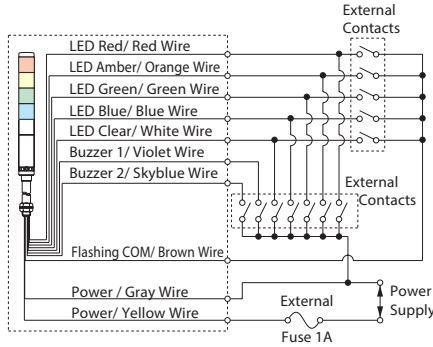 External
Contacts
LED Red/ Red Wire
LED Amber/ Orange Wire
LED Green/ Green Wire
LED Blue/ Blue Wire
LED Clear/ White Wire
Buzzer 1/ Violet Wire
Buzzer 2/ Skyblue Wire
External
Contacts
Flashing COM/ Brown Wire
Power / Gray Wire
Power/ Yellow Wire
External
Fuse 1A
Power
Supply